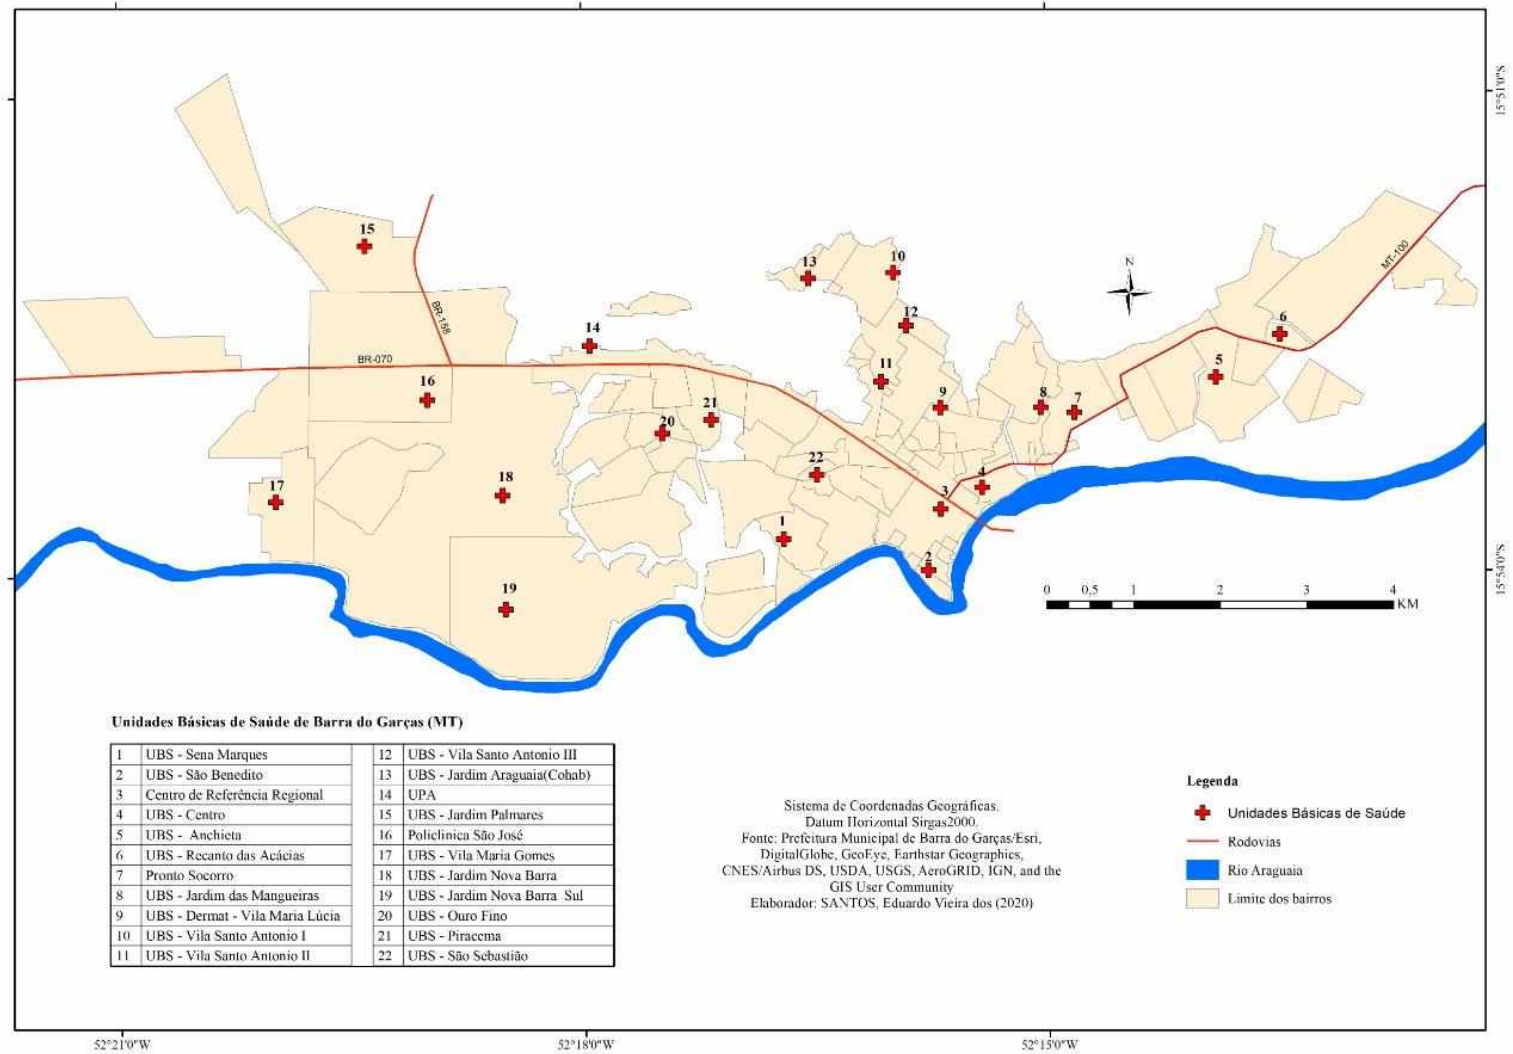 15°51'0"S
15
13
10
N
MT-100
BR-158
12
6
14
BR-070
11
5
16
9
8
7
21
20
22
4
18
17
3
1
2
15°54'0"S
19
0 0,5 1 2 3 4
KM
Unidades Básicas de Saúde de Barra do Garças (MT)
1 UBS - Sena Marques 12 UBS - Vila Santo Antonio III
2 UBS - São Benedito 13 UBS - Jardim Araguaia(Cohab)
3 Centro de Referência Regional 14 UPA
4 UBS - Centro 15 UBS - Jardim Palmares
5 UBS - Anchieta 16 Policlinica São José
6 UBS - Recanto das Acácias 17 UBS - Vila Maria Gomes
7 Pronto Socorro 18 UBS - Jardim Nova Barra
8 UBS - Jardim das Mangueiras 19 UBS - Jardim Nova Barra Sul
9 UBS - Dermat - Vila Maria Lúcia 20 UBS - Ouro Fino
10 UBS - Vila Santo Antonio I 21 UBS - Piracema
11 UBS - Vila Santo Antonio II 22 UBS - São Sebastião
Sistema de Coordenadas Geográficas.
Datum Horizontal Sirgas2000.
Fonte: Prefeitura Municipal de Barra do Garças/Esri,
DigitalGlobe, GeoEye, Earthstar Geographics,
CNES/Airbus DS, USDA, USGS, AeroGRID, IGN, and the
GIS User Community
Elaborador: SANTOS, Eduardo Vieira dos (2020)
Legenda
Unidades Básicas de Saúde
Rodovias
Rio Araguaia
Limite dos bairros
52°21'0"W
52°18'0"W
52°15'0"W